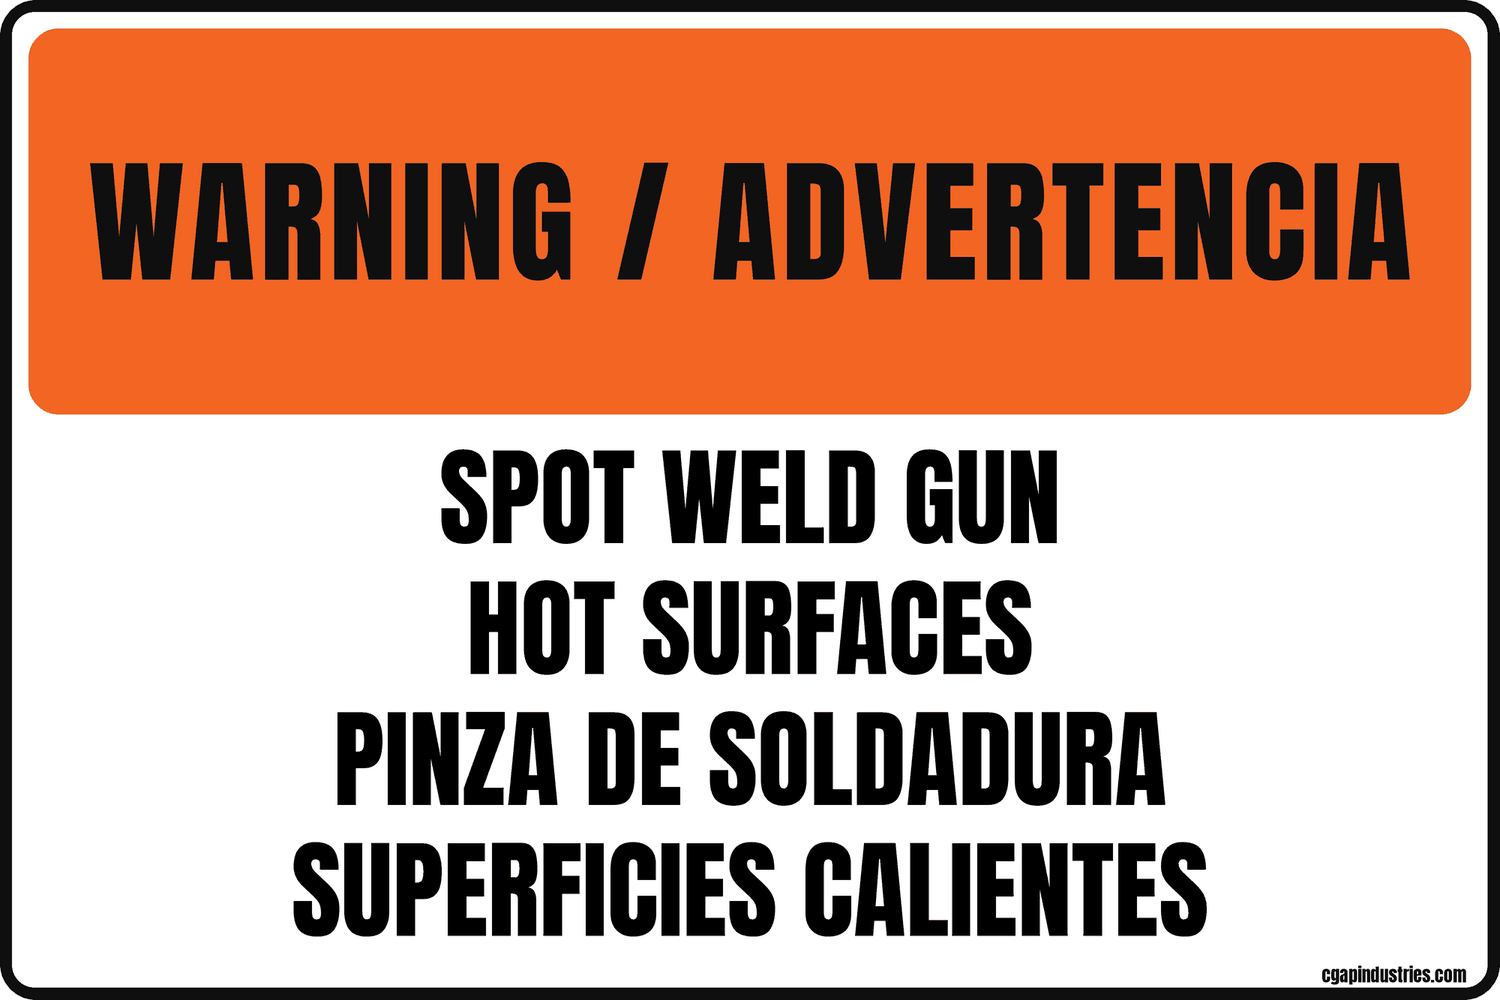 WARNING / ADVERTENCIA
SPOT WELD GUN
HOT SURFACES
PINZA DE SOLDADURA
SUPERFICIES CALIENTES
cgapindustries.com